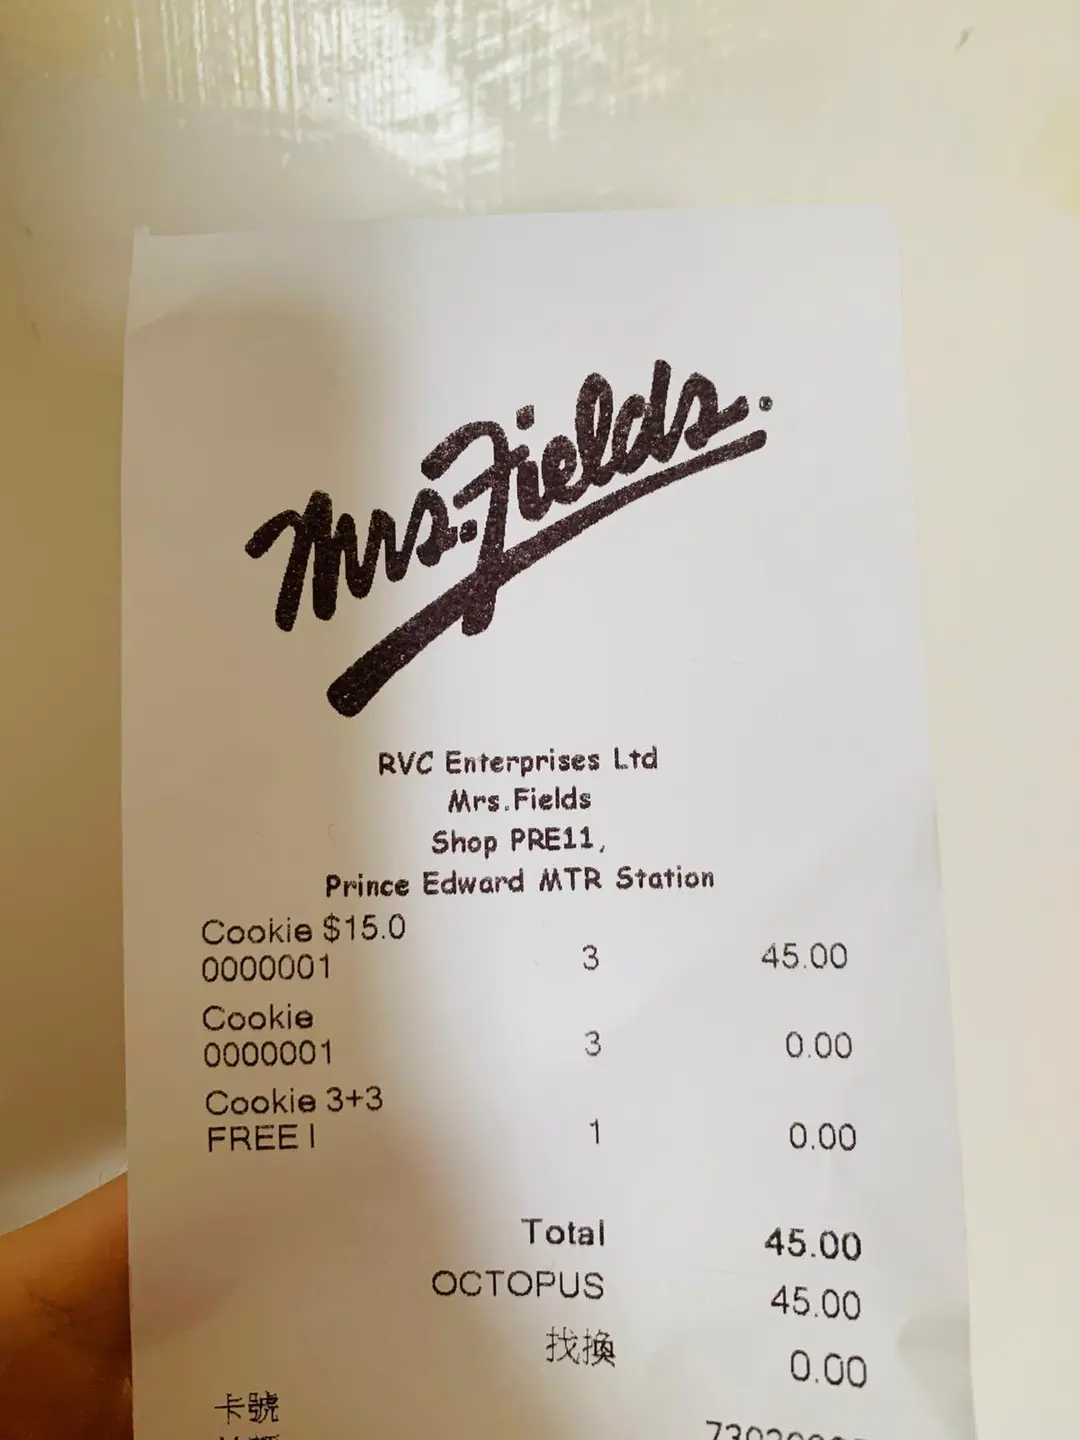 Mrs. Fields.
RVC Enterprises Ltd
Mrs.Fields
Shop PRE11,
Prince Edward MTR Station
Cookie $15.0
0000001 3 45.00
Cookie
0000001 3 0.00
Cookie 3+3
FREE I 1 0.00
Total 45.00
OCTOPUS 45.00
找換 0.00
卡號